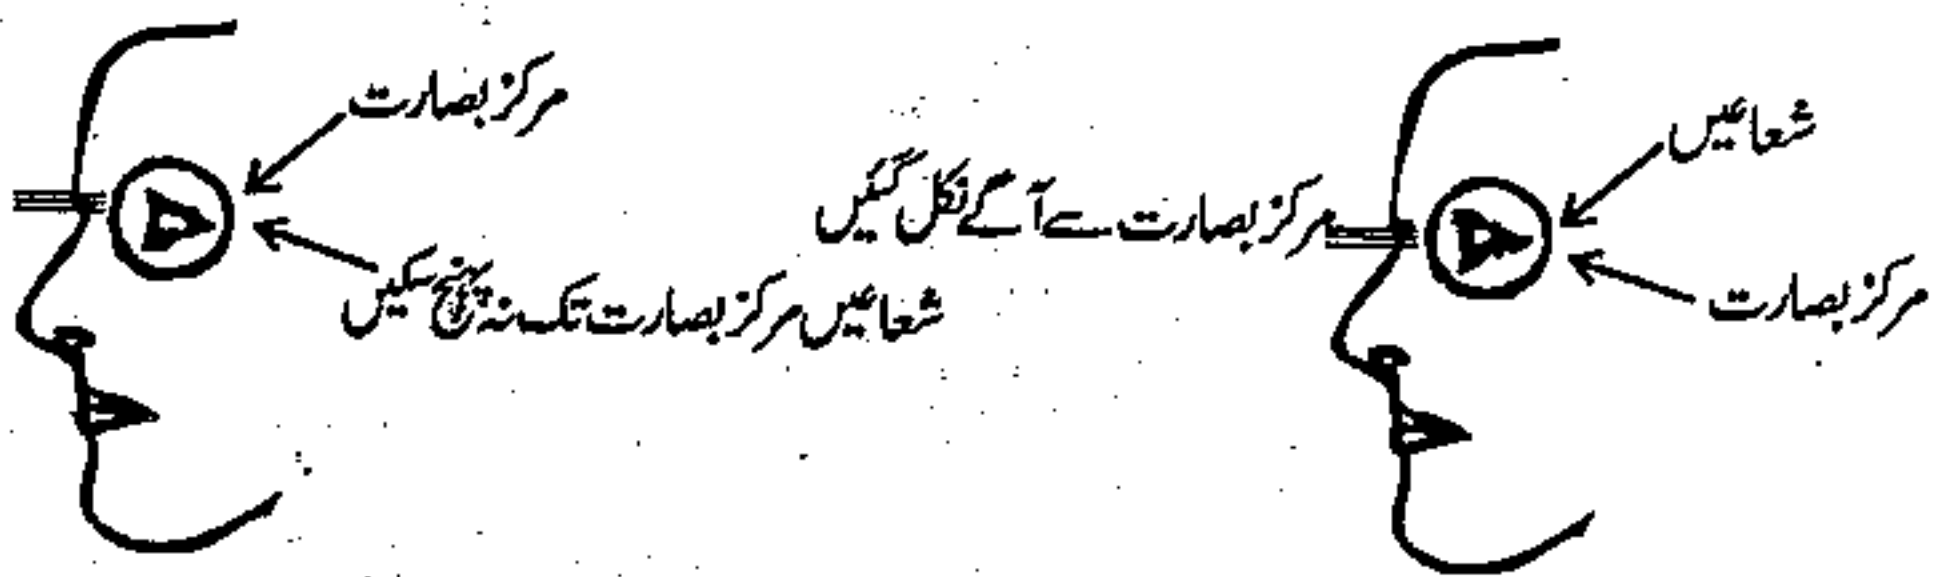 شعاعیں
مرکز بصارت سے آگے نکل گئیں
مرکز بصارت
مرکز بصارت
شعاعیں مرکز بصارت تک نہ پہنچ سکیں